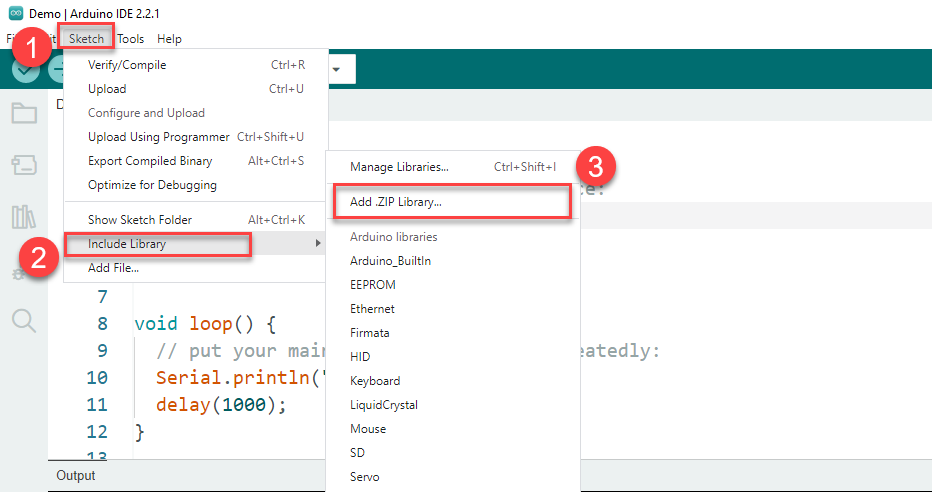 Demo | Arduino IDE 2.2.1
Sketch Tools Help
1
Verify/Compile Ctrl+R
Upload Ctrl+U
Configure and Upload
Upload Using Programmer Ctrl+Shift+U
Export Compiled Binary Alt+Ctrl+S
Optimize for Debugging
Show Sketch Folder Alt+Ctrl+K
Include Library
2
Add File...
Manage Libraries... Ctrl+Shift+I
3
Add .ZIP Library...
Arduino libraries
Arduino_BuiltIn
EEPROM
Ethernet
Firmata
HID
Keyboard
LiquidCrystal
Mouse
SD
Servo
7
8 void loop() {
9 // put your
10 Serial.println(
11 delay(1000);
12 }
13
Output